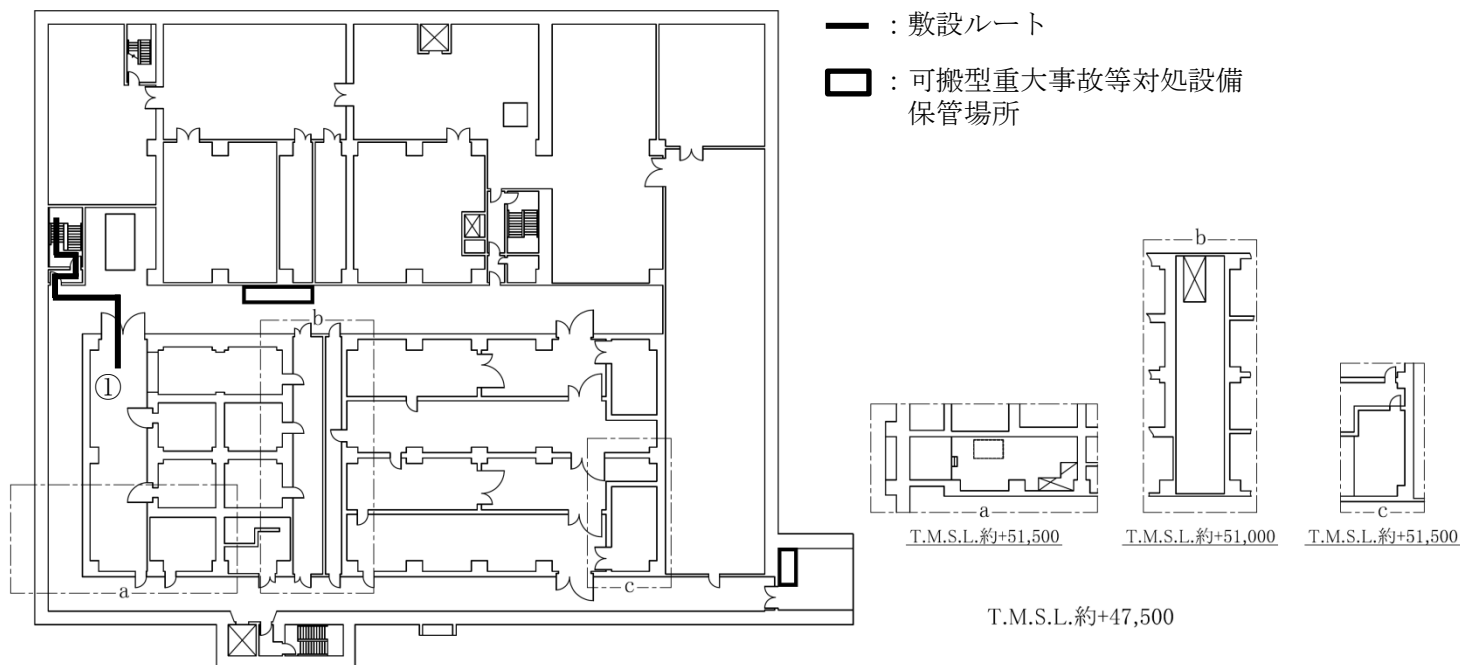 ：敷設ルート
：可搬型重大事故等対処設備
保管場所
①
b
a
c
b
a
c
T.M.S.L.約+51,500
T.M.S.L.約+51,000
T.M.S.L.約+51,500
T.M.S.L.約+47,500